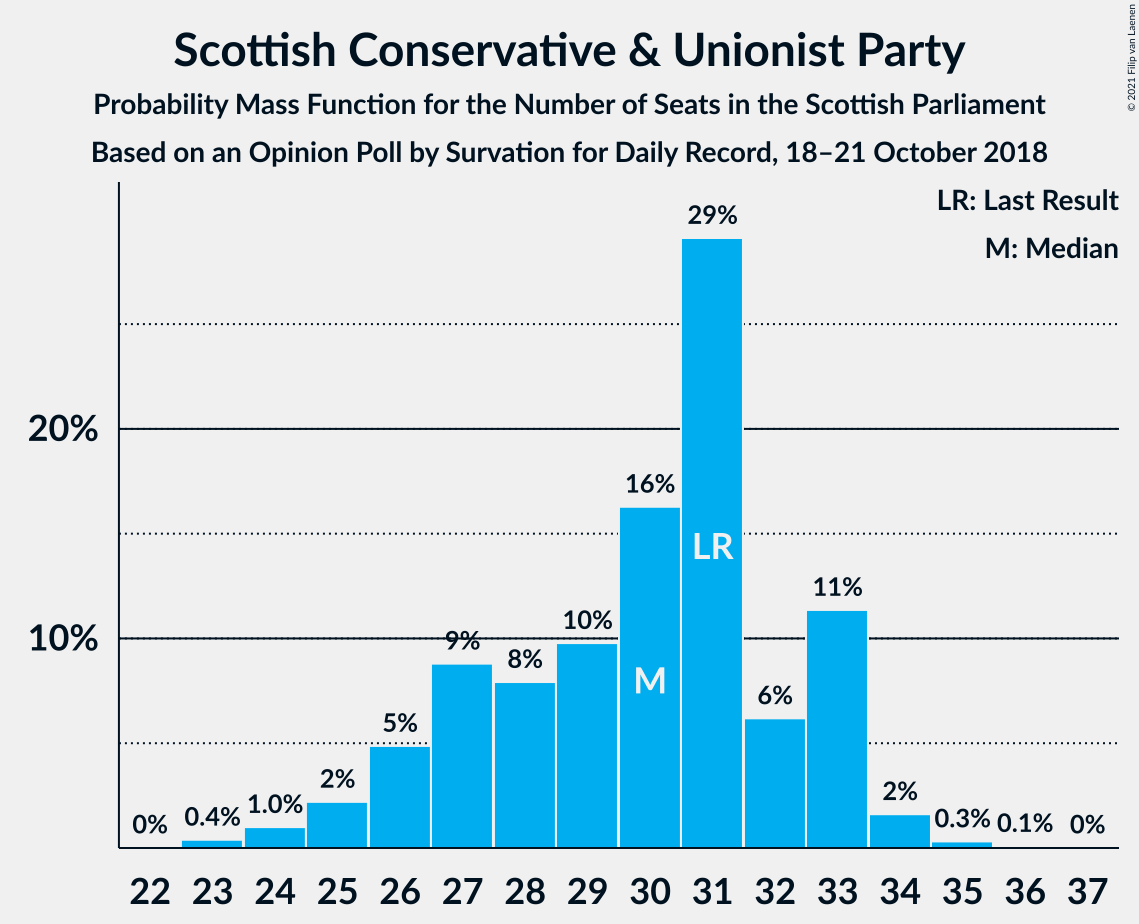 Scottish Conservative & Unionist Party
Probability Mass Function for the Number of Seats in the Scottish Parliament
Based on an Opinion Poll by Survation for Daily Record, 18–21 October 2018
© 2021 Filip van Laenen
LR: Last Result
M: Median
20%
10%
0%
0.4%
1.0%
2%
5%
9%
8%
10%
16%
29%
6%
11%
2%
0.3%
0.1%
0%
M
LR
22 23 24 25 26 27 28 29 30 31 32 33 34 35 36 37